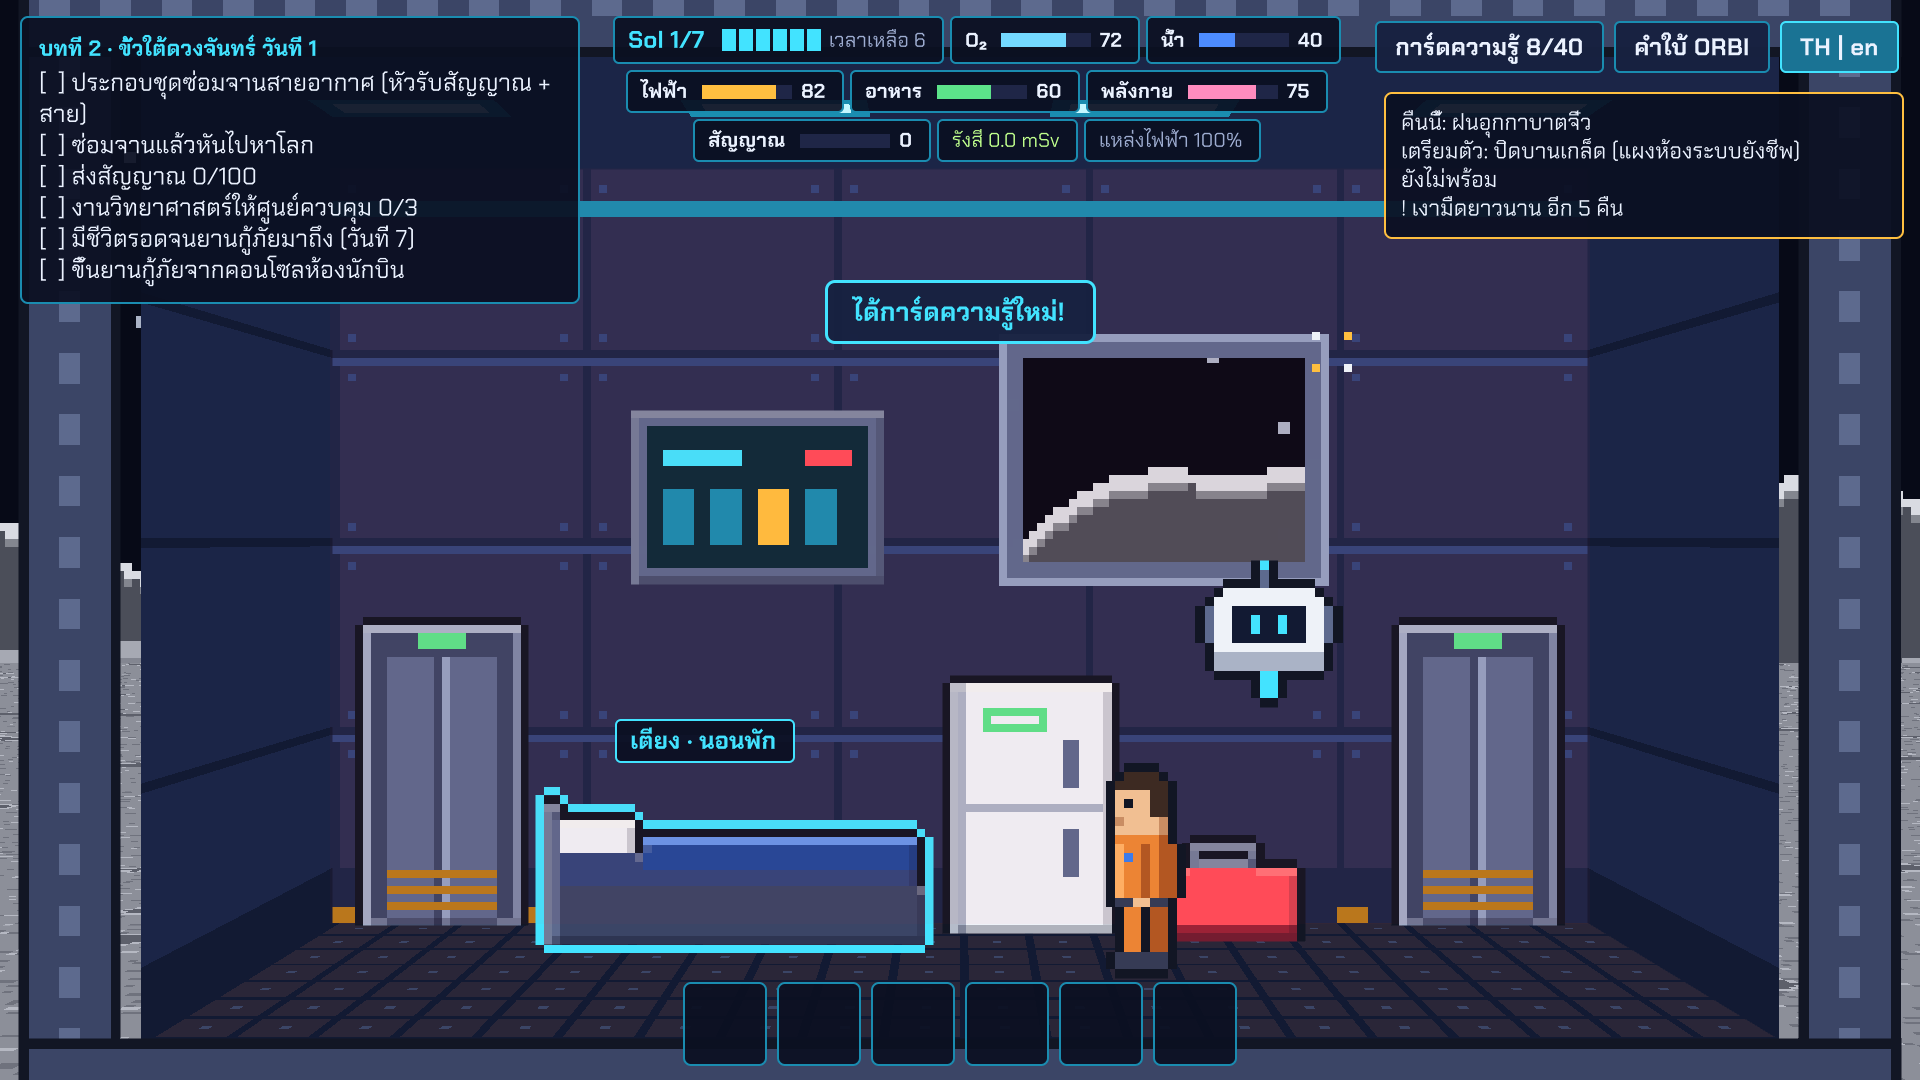 บทที่ 2 · ขั้วใต้ดวงจันทร์ วันที่ 1
[ ] ประกอบชุดซ่อมจานสายอากาศ (หัวรับสัญญาณ +
สาย)
[ ] ซ่อมจานแล้วหันไปหาโลก
[ ] ส่งสัญญาณ 0/100
[ ] งานวิทยาศาสตร์ให้ศูนย์ควบคุม 0/3
[ ] มีชีวิตรอดจนยานกู้ภัยมาถึง (วันที่ 7)
[ ] ขึ้นยานกู้ภัยจากคอนโซลห้องนักบิน
Sol 1/7 เวลาเหลือ 6
O₂ 72
น้ำ 40
ไฟฟ้า 82
อาหาร 60
พลังกาย 75
สัญญาณ 0
รังสี 0.0 mSv
แหล่งไฟฟ้า 100%
การ์ดความรู้ 8/40
คำใบ้ ORBI
TH | en
คืนนี้: ฝนอุกกาบาตจิ๋ว
เตรียมตัว: ปิดบานเกล็ด (แผงห้องระบบยังชีพ)
ยังไม่พร้อม
! เงามืดยาวนาน อีก 5 คืน
ได้การ์ดความรู้ใหม่!
เตียง · นอนพัก